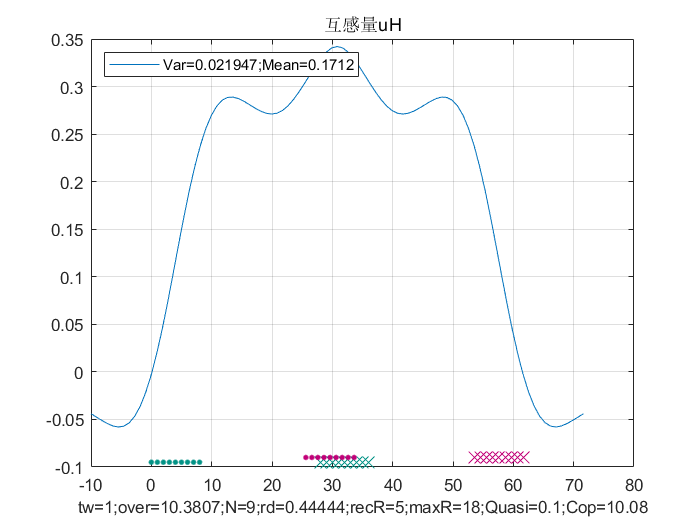 互感量uH
0.35
Var=0.021947;Mean=0.1712
0.3
0.25
0.2
0.15
0.1
0.05
0
-0.05
-0.1
-10 0 10 20 30 40 50 60 70 80
tw=1;over=10.3807;N=9;rd=0.44444;recR=5;maxR=18;Quasi=0.1;Cop=10.08